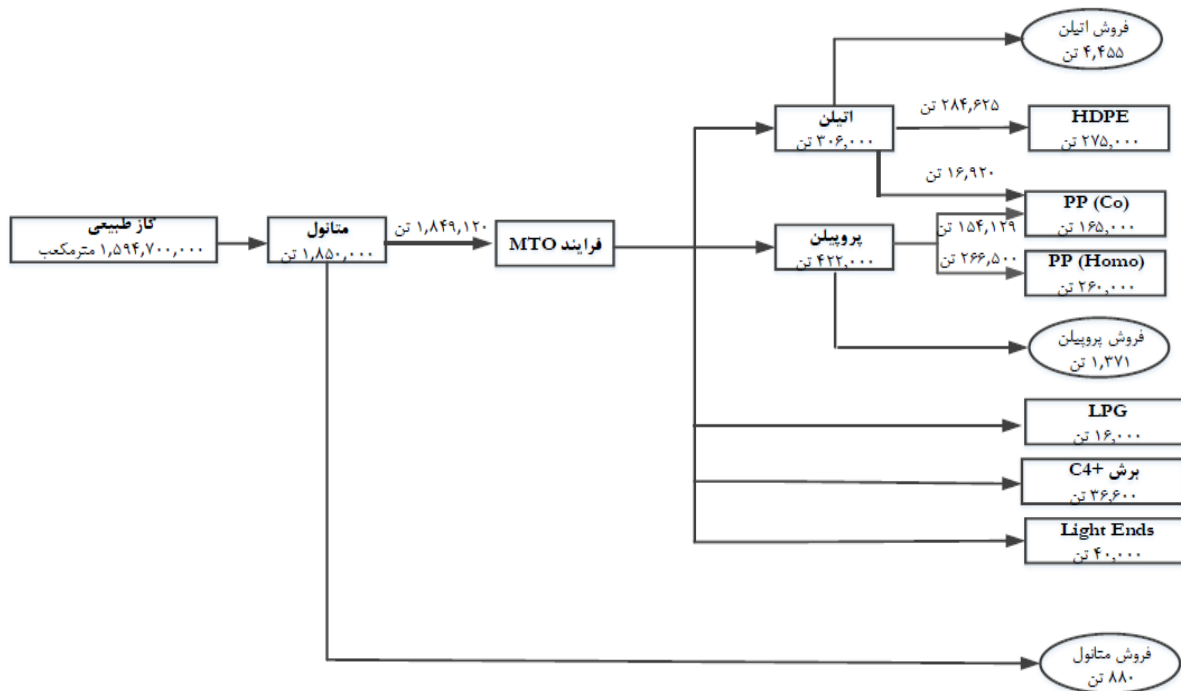 فروش اتیلن
۴,۴۵۵ تن
اتیلن
۳۰۶,۰۰۰ تن
۲۸۴,۶۲۵ تن
HDPE
۲۷۵,۰۰۰ تن
۱۶,۹۲۰ تن
PP (Co)
۱۶۵,۰۰۰ تن
گاز طبیعی
۱,۵۹۴,۷۰۰,۰۰۰ مترمکعب
متانول
۱,۸۵۰,۰۰۰ تن
۱,۸۴۹,۱۲۰ تن
فرایند MTO
پروپیلن
۴۲۲,۰۰۰ تن
۱۵۴,۱۲۹ تن
۲۶۶,۵۰۰ تن
PP (Homo)
۲۶۰,۰۰۰ تن
فروش پروپیلن
۱,۳۷۱ تن
LPG
۱۶,۰۰۰ تن
برش C4+
۳۶,۶۰۰ تن
Light Ends
۴۰,۰۰۰ تن
فروش متانول
۸۸۰ تن